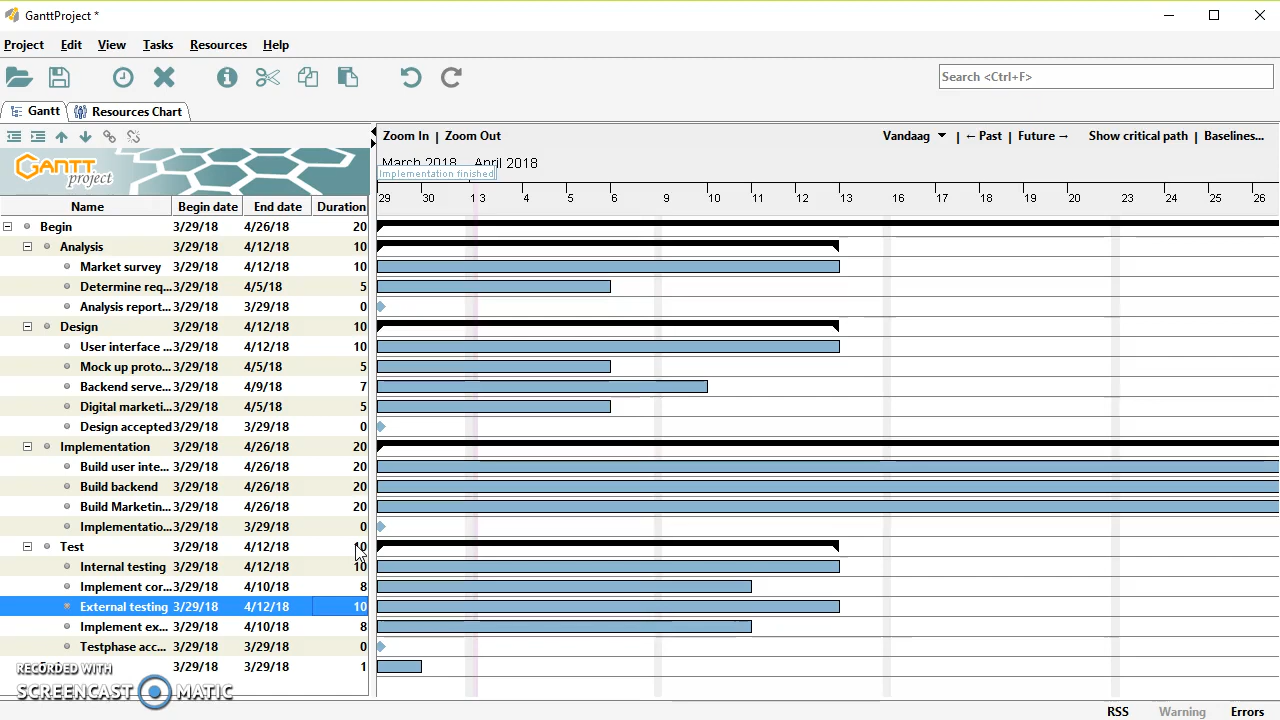 GanttProject *
Project Edit View Tasks Resources Help
Search <Ctrl+F>
Gantt Resources Chart
Zoom In | Zoom Out Vandaag | ← Past | Future → Show critical path | Baselines...
GANTT project
March 2018 April 2018
Implementation finished
29 30 1 3 4 5 6 9 10 11 12 13 16 17 18 19 20 23 24 25 26
Name Begin date End date Duration
Begin 3/29/18 4/26/18 20
Analysis 3/29/18 4/12/18 10
Market survey 3/29/18 4/12/18 10
Determine req... 3/29/18 4/5/18 5
Analysis report... 3/29/18 3/29/18 0
Design 3/29/18 4/12/18 10
User interface ... 3/29/18 4/12/18 10
Mock up proto... 3/29/18 4/5/18 5
Backend serve... 3/29/18 4/9/18 7
Digital marketi... 3/29/18 4/5/18 5
Design accepted 3/29/18 3/29/18 0
Implementation 3/29/18 4/26/18 20
Build user inte... 3/29/18 4/26/18 20
Build backend 3/29/18 4/26/18 20
Build Marketin... 3/29/18 4/26/18 20
Implementatio... 3/29/18 3/29/18 0
Test 3/29/18 4/12/18 10
Internal testing 3/29/18 4/12/18 10
Implement cor... 3/29/18 4/10/18 8
External testing 3/29/18 4/12/18 10
Implement ex... 3/29/18 4/10/18 8
Testphase acc... 3/29/18 3/29/18 0
3/29/18 3/29/18 1
RECORDED WITH
SCREENCAST MATIC
RSS Warning Errors